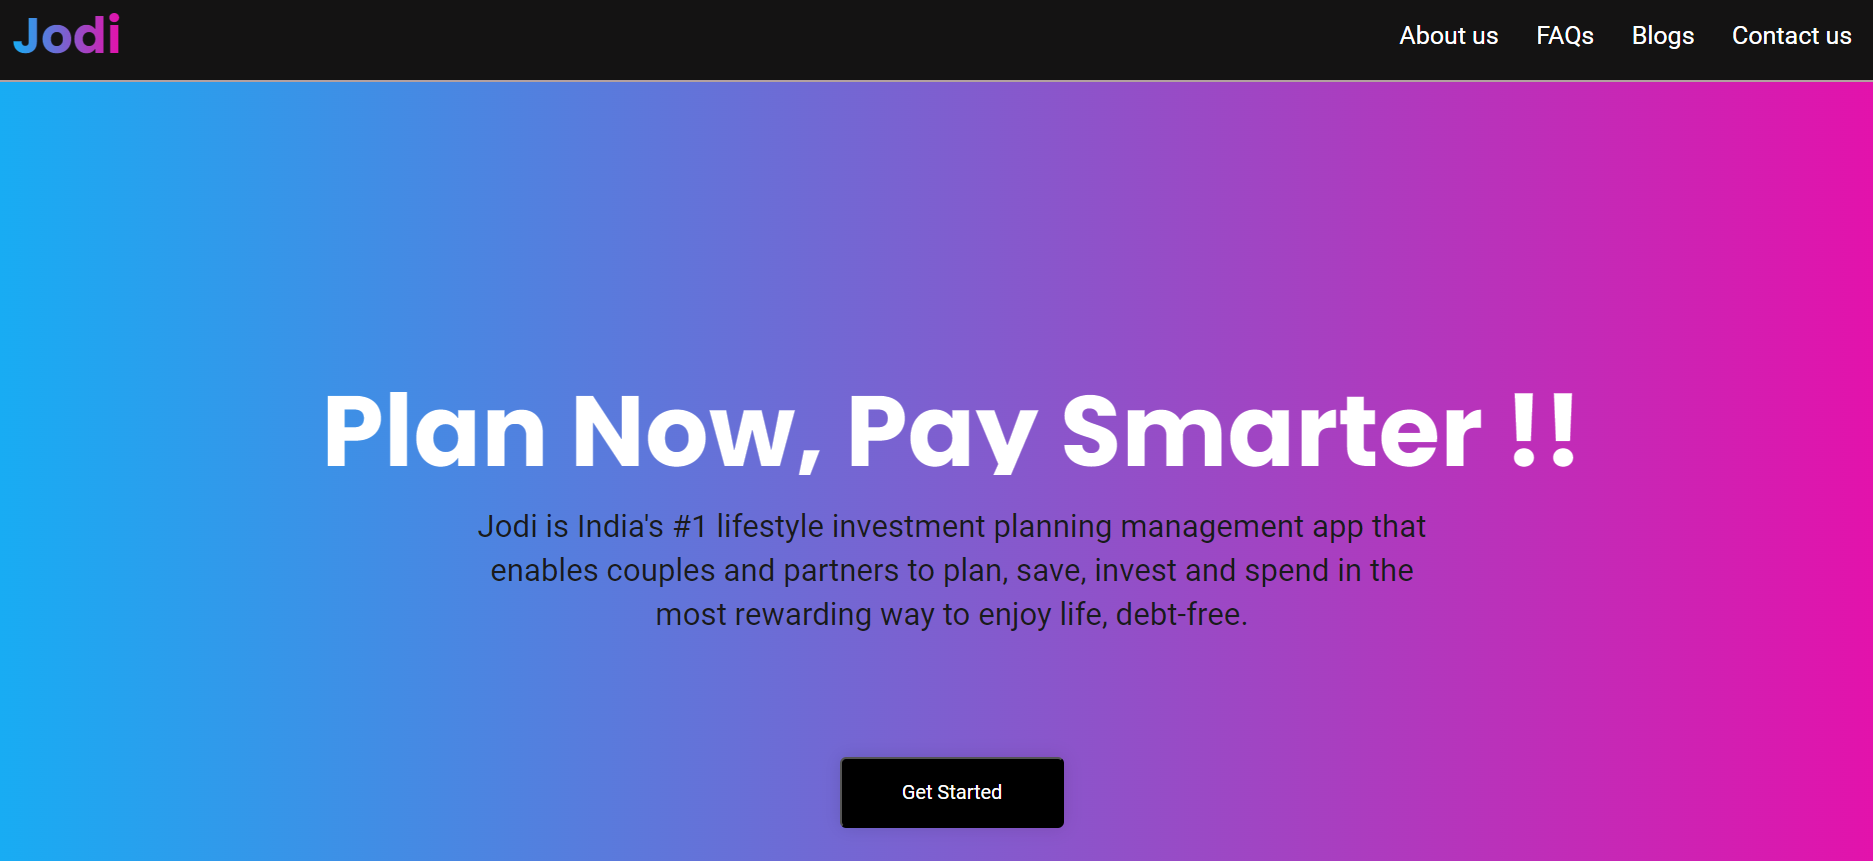 Jodi
About us FAQs Blogs Contact us
Plan Now, Pay Smarter !!
Jodi is India's #1 lifestyle investment planning management app that
enables couples and partners to plan, save, invest and spend in the
most rewarding way to enjoy life, debt-free.
Get Started